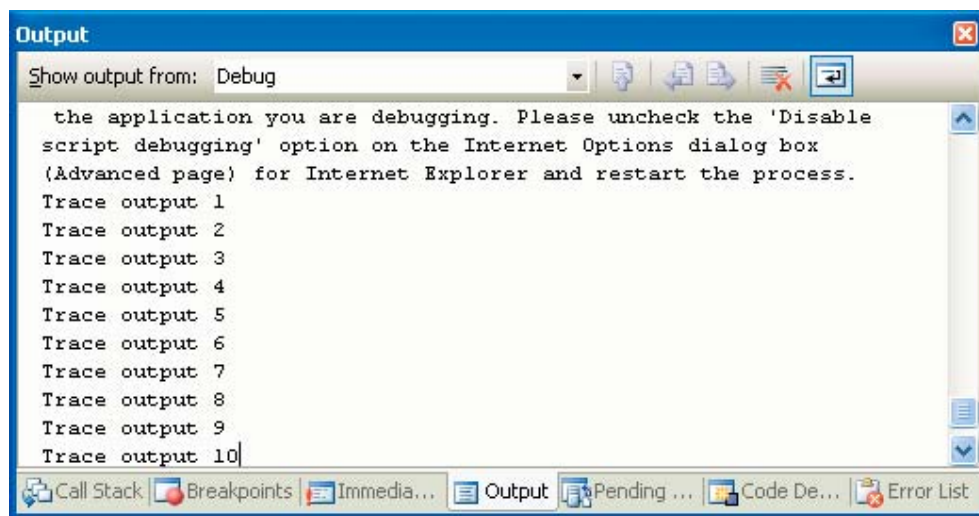 Output
Show output from: Debug
the application you are debugging. Please uncheck the 'Disable
script debugging' option on the Internet Options dialog box
(Advanced page) for Internet Explorer and restart the process.
Trace output 1
Trace output 2
Trace output 3
Trace output 4
Trace output 5
Trace output 6
Trace output 7
Trace output 8
Trace output 9
Trace output 10
Call Stack Breakpoints Immedia... Output Pending ... Code De... Error List